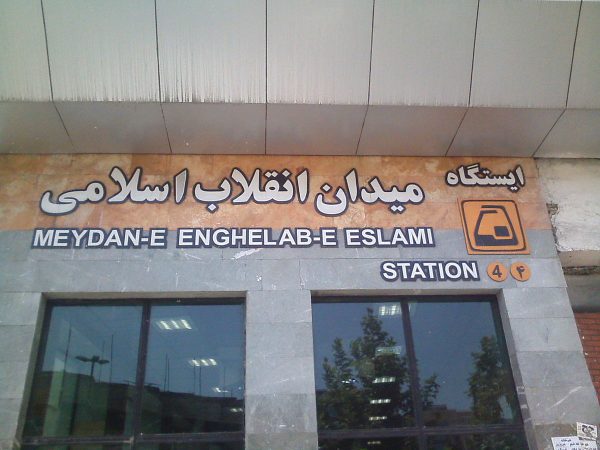 ایستگاه میدان انقلاب اسلامی
MEYDAN-E ENGHELAB-E ESLAMI
STATION 4 ۴